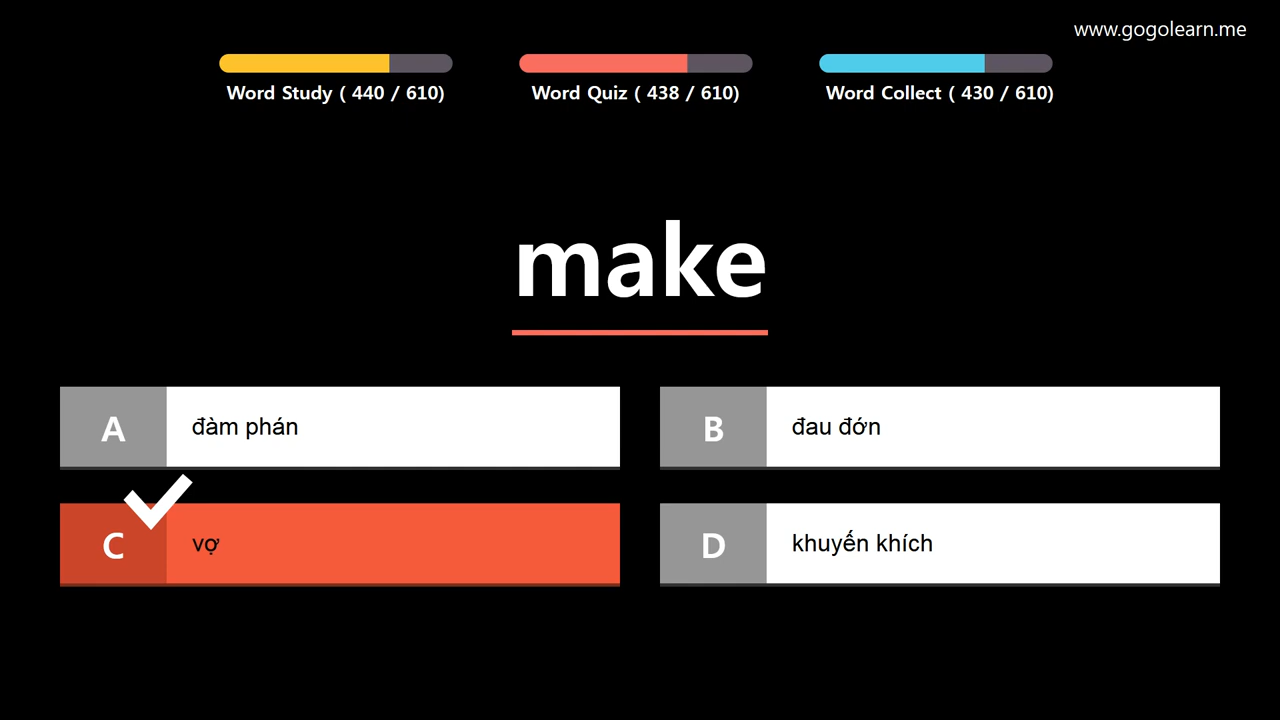 www.gogolearn.me
Word Study ( 440 / 610)
Word Quiz ( 438 / 610)
Word Collect ( 430 / 610)
make
A đàm phán
B đau đớn
C vợ
D khuyến khích